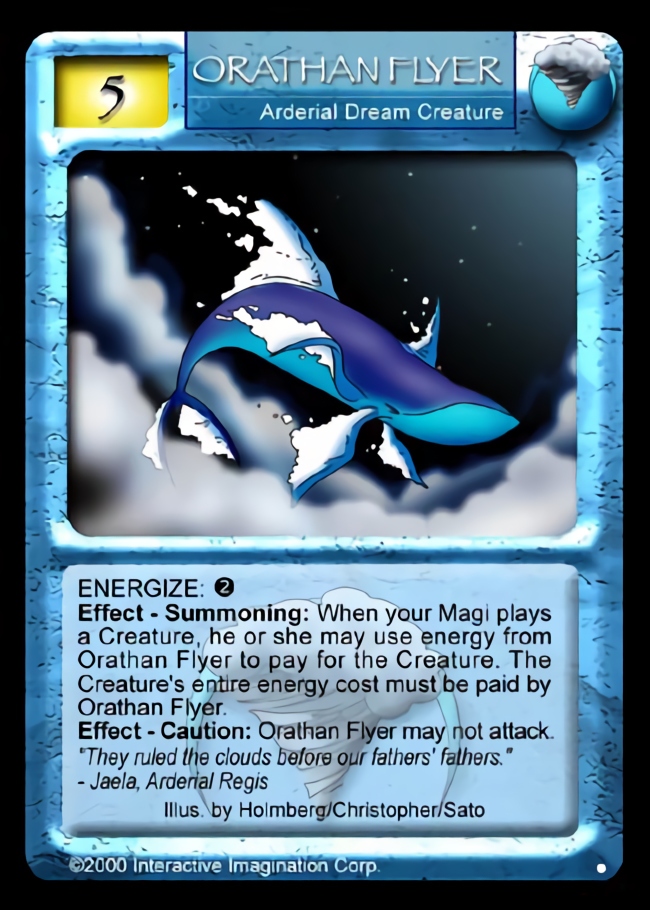 5
ORATHAN FLYER
Arderial Dream Creature
ENERGIZE: ❷
Effect - Summoning: When your Magi plays
a Creature, he or she may use energy from
Orathan Flyer to pay for the Creature. The
Creature's entire energy cost must be paid by
Orathan Flyer.
Effect - Caution: Orathan Flyer may not attack.
"They ruled the clouds before our fathers' fathers."
- Jaela, Arderial Regis
Illus. by Holmberg/Christopher/Sato
©2000 Interactive Imagination Corp.